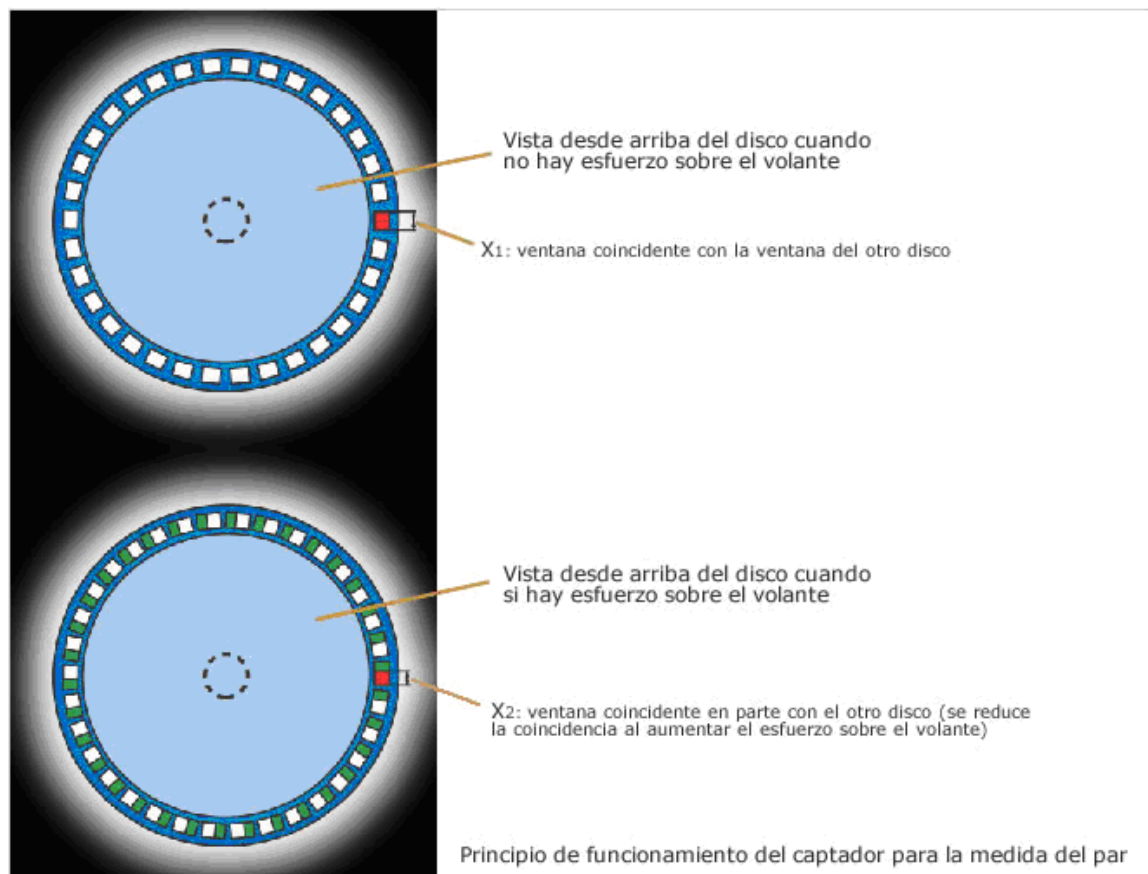 Vista desde arriba del disco cuando
no hay esfuerzo sobre el volante
X1: ventana coincidente con la ventana del otro disco
Vista desde arriba del disco cuando
si hay esfuerzo sobre el volante
X2: ventana coincidente en parte con el otro disco (se reduce
la coincidencia al aumentar el esfuerzo sobre el volante)
Principio de funcionamiento del captador para la medida del par